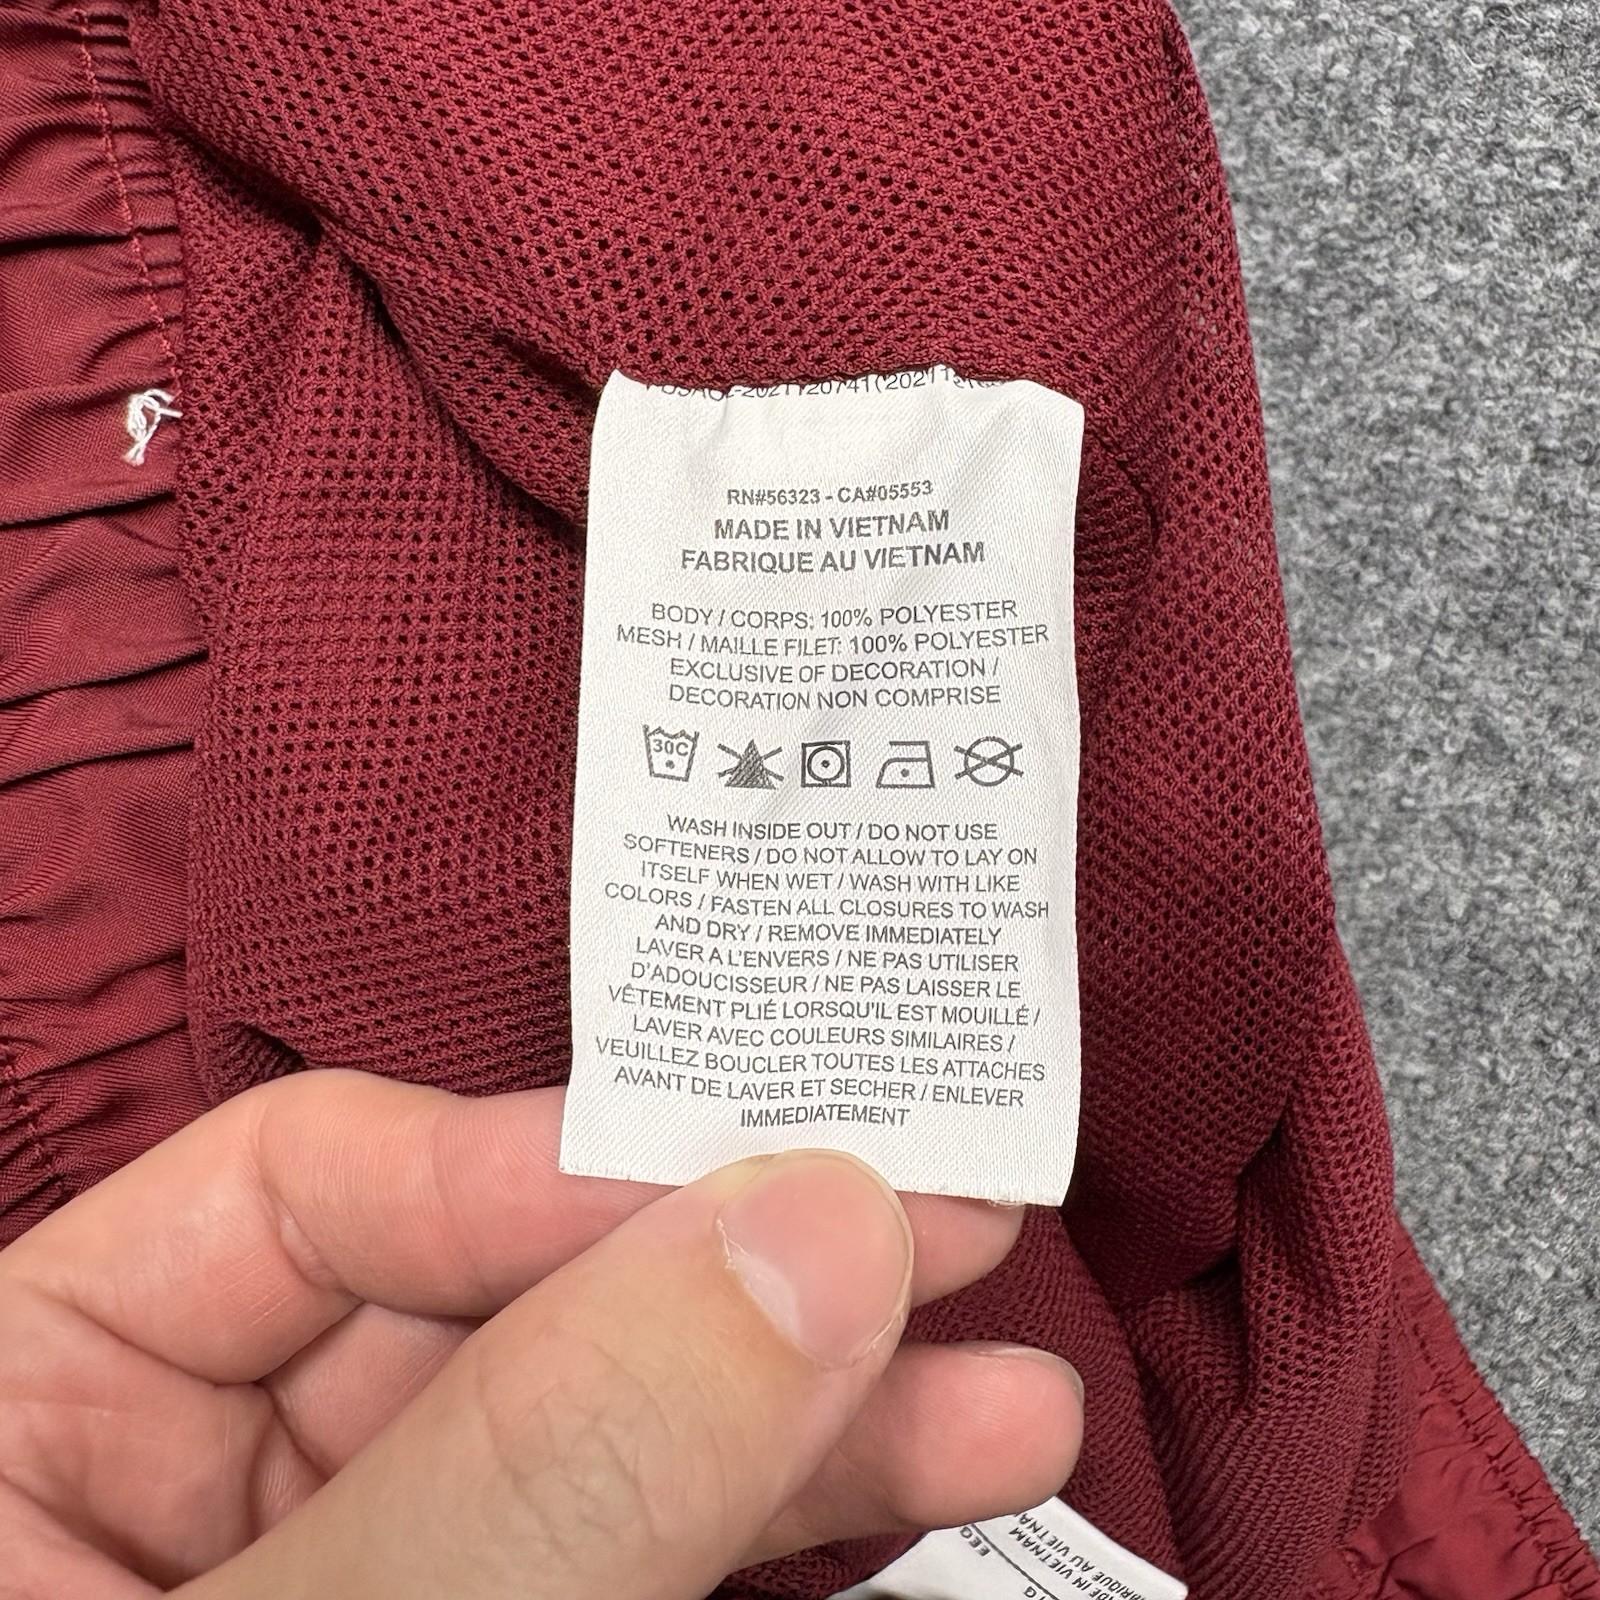 RN#56323 - CA#05553
MADE IN VIETNAM
FABRIQUE AU VIETNAM
BODY / CORPS: 100% POLYESTER
MESH / MAILLE FILET: 100% POLYESTER
EXCLUSIVE OF DECORATION /
DECORATION NON COMPRISE
30C
WASH INSIDE OUT / DO NOT USE
SOFTENERS / DO NOT ALLOW TO LAY ON
ITSELF WHEN WET / WASH WITH LIKE
COLORS / FASTEN ALL CLOSURES TO WASH
AND DRY / REMOVE IMMEDIATELY
LAVER A L'ENVERS / NE PAS UTILISER
D'ADOUCISSEUR / NE PAS LAISSER LE
VÊTEMENT PLIÉ LORSQU'IL EST MOUILLÉ /
LAVER AVEC COULEURS SIMILAIRES /
VEUILLEZ BOUCLER TOUTES LES ATTACHES
AVANT DE LAVER ET SECHER / ENLEVER
IMMEDIATEMENT